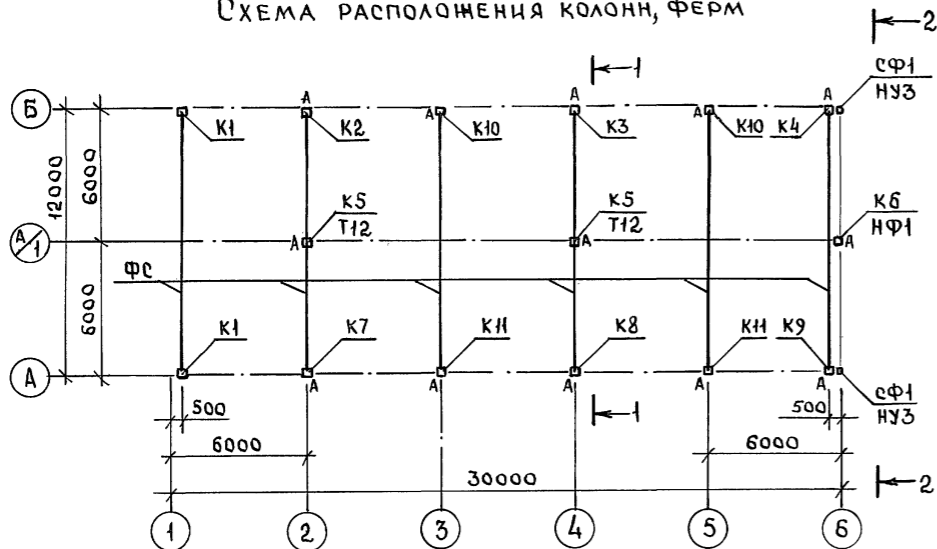 СХЕМА РАСПОЛОЖЕНИЯ КОЛОНН, ФЕРМ
2
1
СФ1
НУ3
Б
А
А
А
А
А
К1
К2
К10
К3
К10
К4
12000
6000
К5
Т12
К5
Т12
К6
НФ1
А/1
А
А
А
ФС
6000
К1
К7
К11
К8
К11
К9
А
А
А
А
А
А
СФ1
НУ3
500
1
500
6000
6000
30000
2
1
2
3
4
5
6